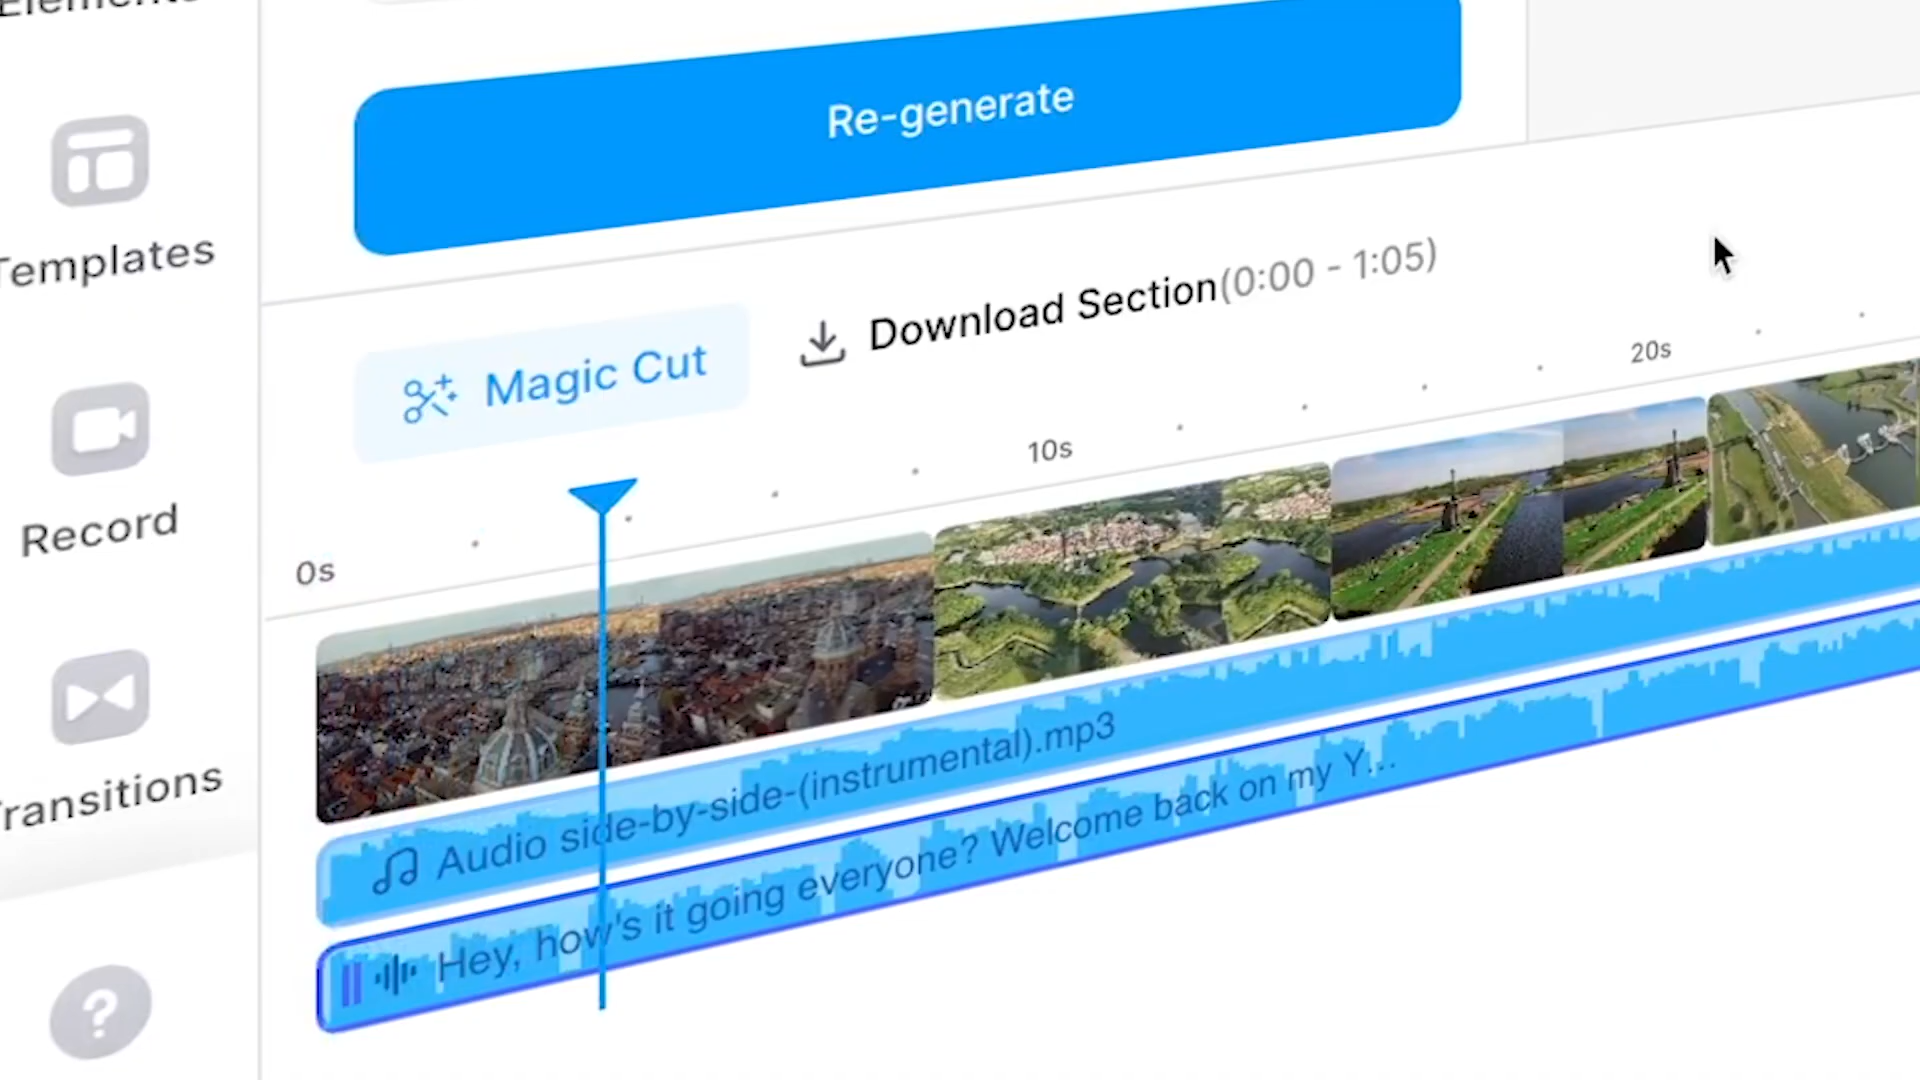 Elements
Templates
Record
Transitions
?
Re-generate
Magic Cut
Download Section(0:00 - 1:05)
0s
10s
20s
Audio side-by-side-(instrumental).mp3
Hey, how's it going everyone? Welcome back on my Y...